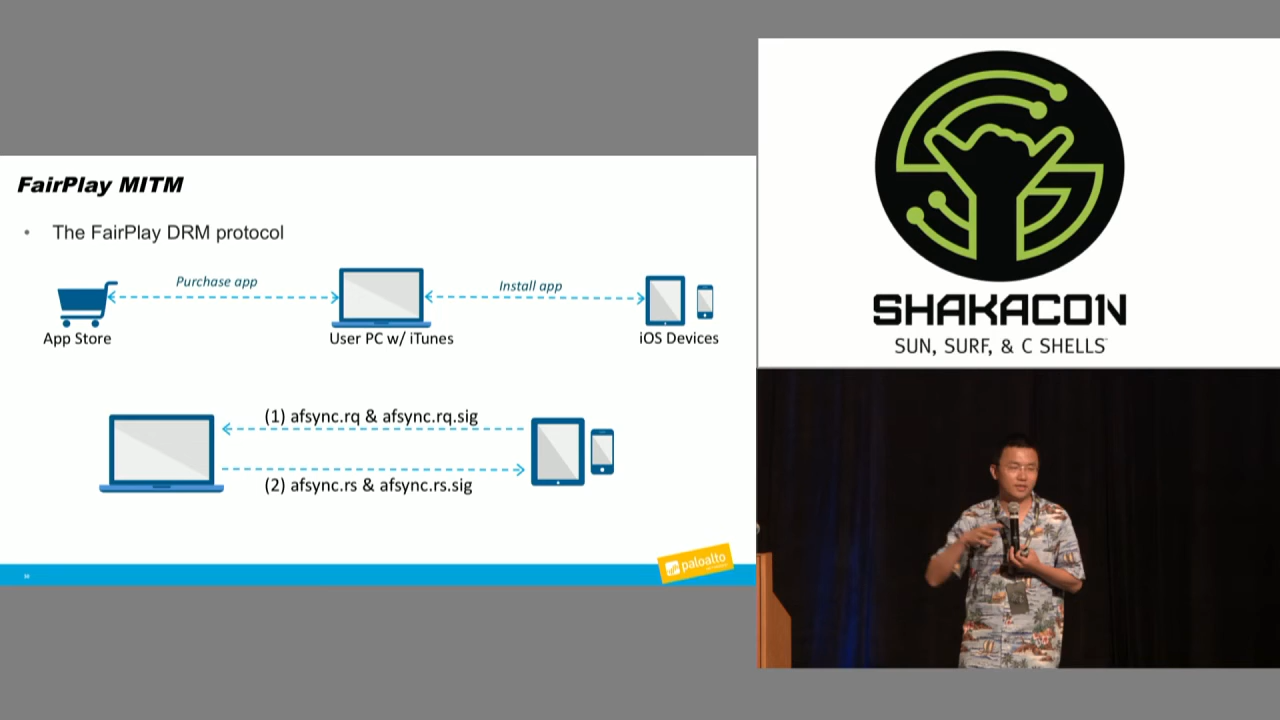 FairPlay MITM
• The FairPlay DRM protocol
Purchase app
Install app
App Store
User PC w/ iTunes
iOS Devices
(1) afsync.rq & afsync.rq.sig
(2) afsync.rs & afsync.rs.sig
paloalto
SHAKACON
SUN, SURF, & C SHELLS